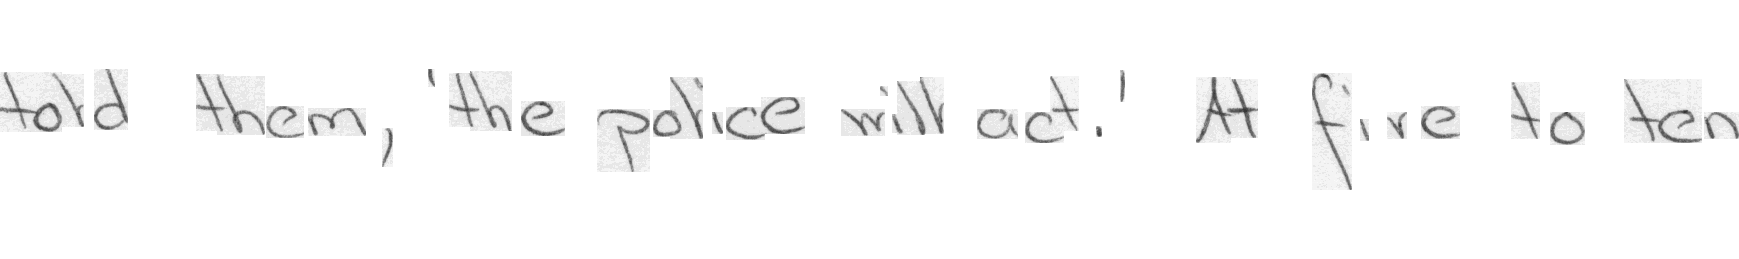 told them, 'the police will act.' At five to ten